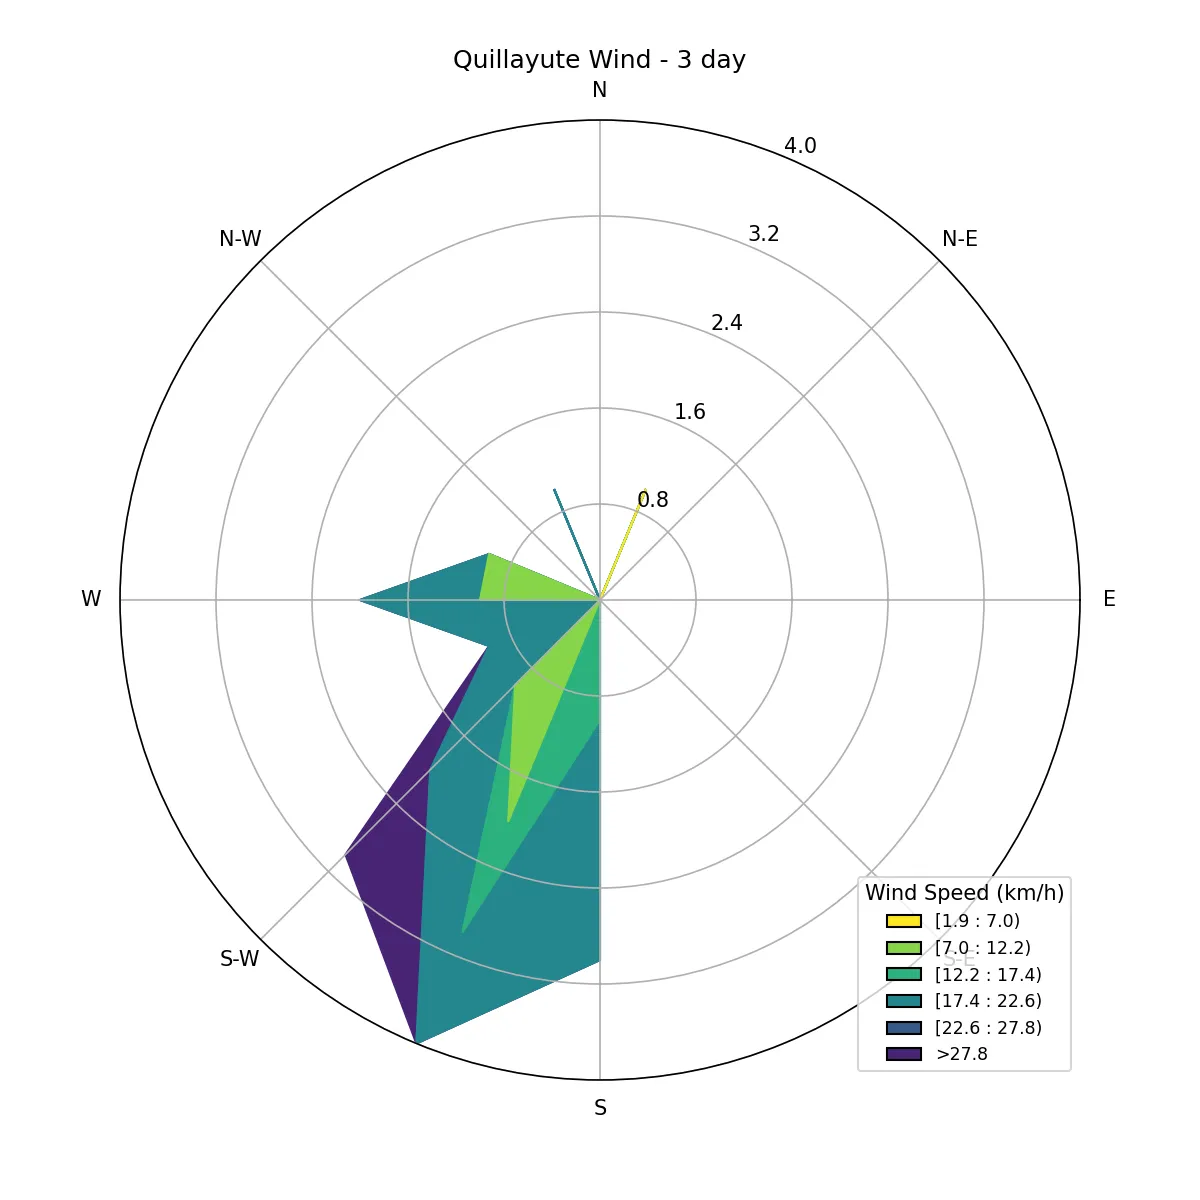 Quillayute Wind - 3 day
N
4.0
N-W
3.2
N-E
2.4
1.6
0.8
W
E
Wind Speed (km/h)
[1.9 : 7.0)
[7.0 : 12.2)
S-W
S-E
[12.2 : 17.4)
[17.4 : 22.6)
[22.6 : 27.8)
>27.8
S